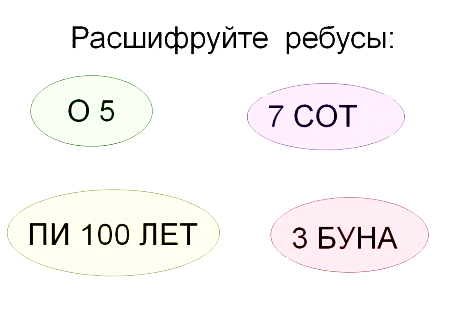 Расшифруйте ребусы:
О 5
7 СОТ
ПИ 100 ЛЕТ
3 БУНА